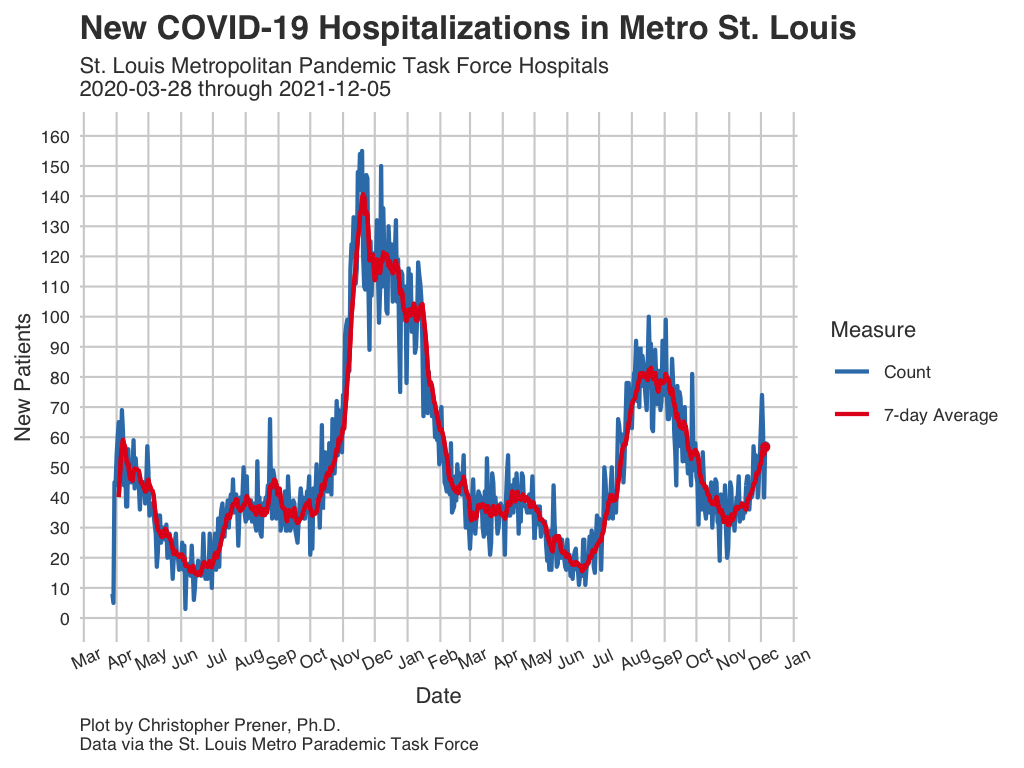 New COVID-19 Hospitalizations in Metro St. Louis
St. Louis Metropolitan Pandemic Task Force Hospitals
2020-03-28 through 2021-12-05
160
150
140
130
120
110
100
90
80
70
60
50
40
30
20
10
0
New Patients
Mar Apr May Jun Jul Aug Sep Oct Nov Dec Jan Feb Mar Apr May Jun Jul Aug Sep Oct Nov Dec Jan
Date
Measure
Count
7-day Average
Plot by Christopher Prener, Ph.D.
Data via the St. Louis Metro Parademic Task Force